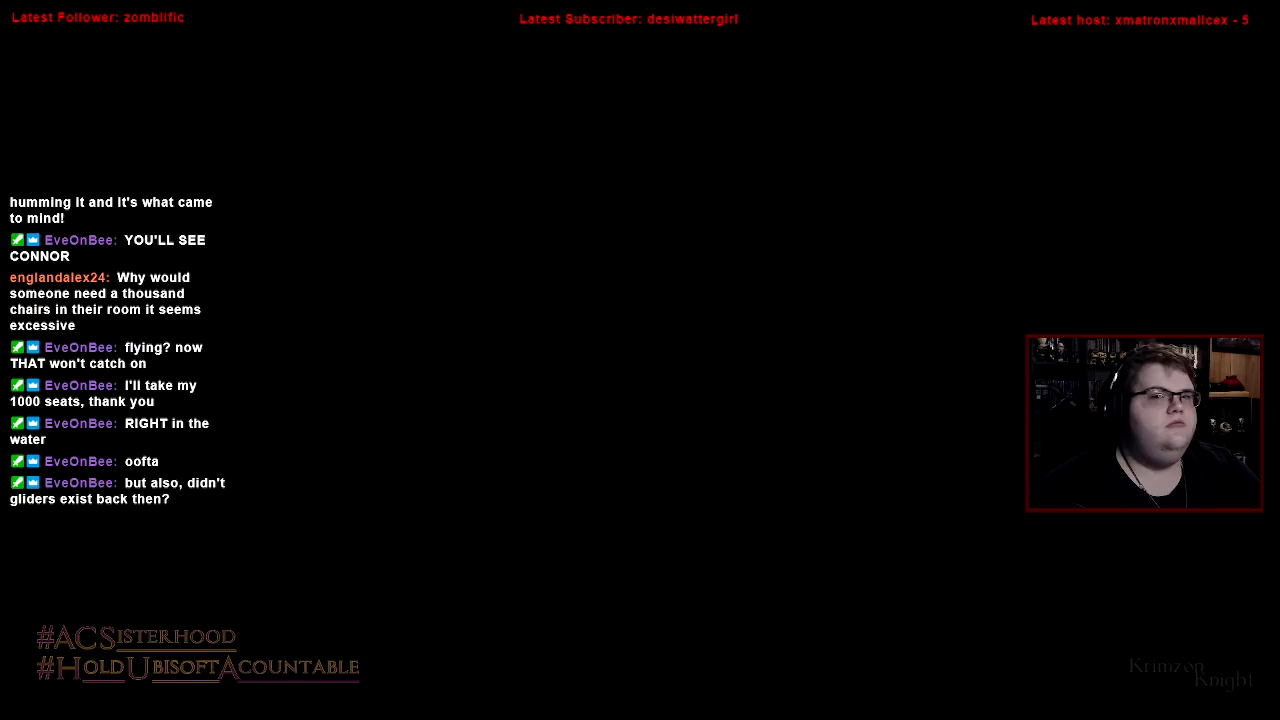 Latest Follower: zomblific
Latest Subscriber: desiwattergirl
Latest host: xmatronxmalicex - 5
humming it and it's what came
to mind!
EveOnBee: YOU'LL SEE
CONNOR
englandalex24: Why would
someone need a thousand
chairs in their room it seems
excessive
EveOnBee: flying? now
THAT won't catch on
EveOnBee: I'll take my
1000 seats, thank you
EveOnBee: RIGHT in the
water
EveOnBee: oofta
EveOnBee: but also, didn't
gliders exist back then?
#ACSisterhood
#HoldUbisoftAcountable
Krimzon
Knight